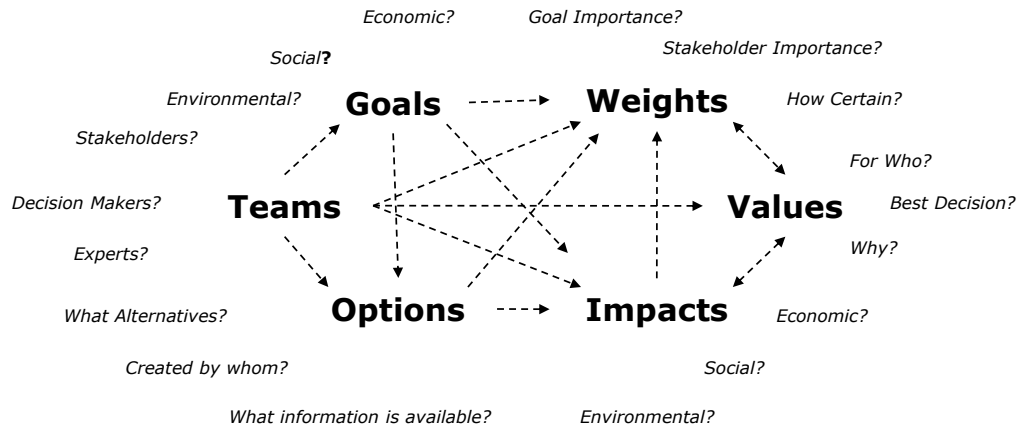 Economic?
Goal Importance?
Social?
Stakeholder Importance?
Environmental?
Goals
Weights
How Certain?
Stakeholders?
For Who?
Decision Makers?
Teams
Values
Best Decision?
Experts?
Why?
What Alternatives?
Options
Impacts
Economic?
Created by whom?
Social?
What information is available?
Environmental?